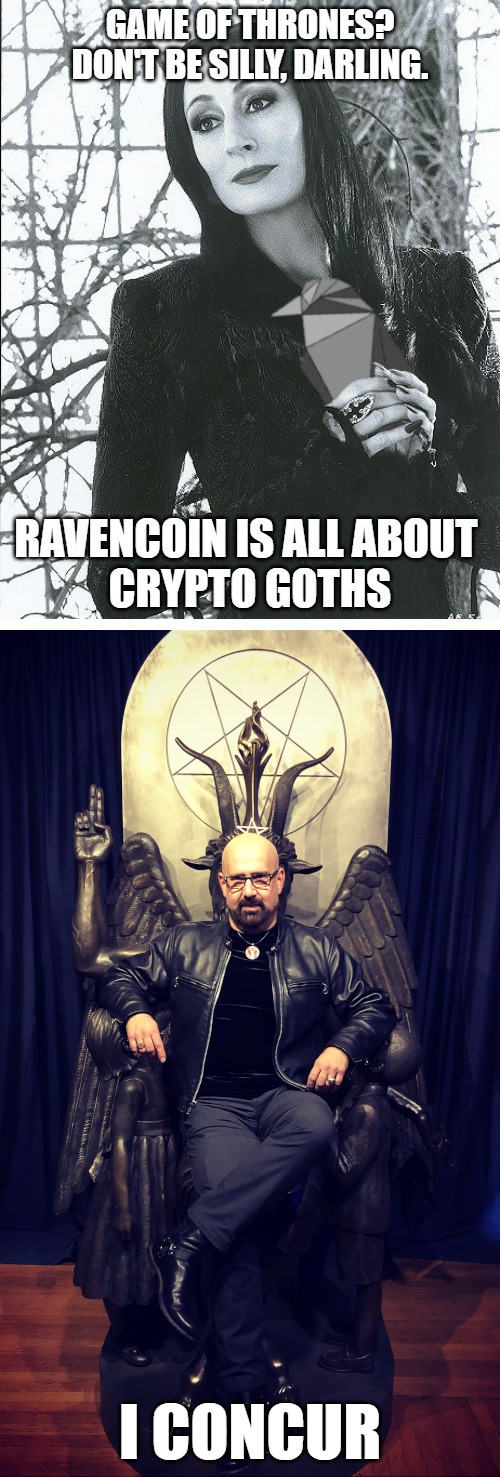 GAME OF THRONES?
DON'T BE SILLY, DARLING.
RAVENCOIN IS ALL ABOUT
CRYPTO GOTHS
I CONCUR